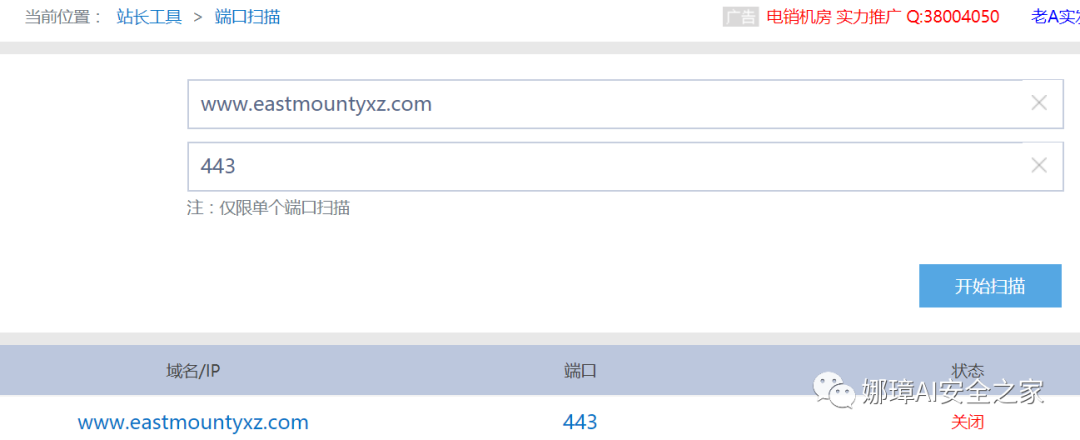 当前位置： 站长工具 > 端口扫描 广告 电销机房 实力推广 Q:38004050 老A实
www.eastmountyxz.com
443
注：仅限单个端口扫描
开始扫描
域名/IP 端口 状态
娜璋AI安全之家
www.eastmountyxz.com 443 关闭